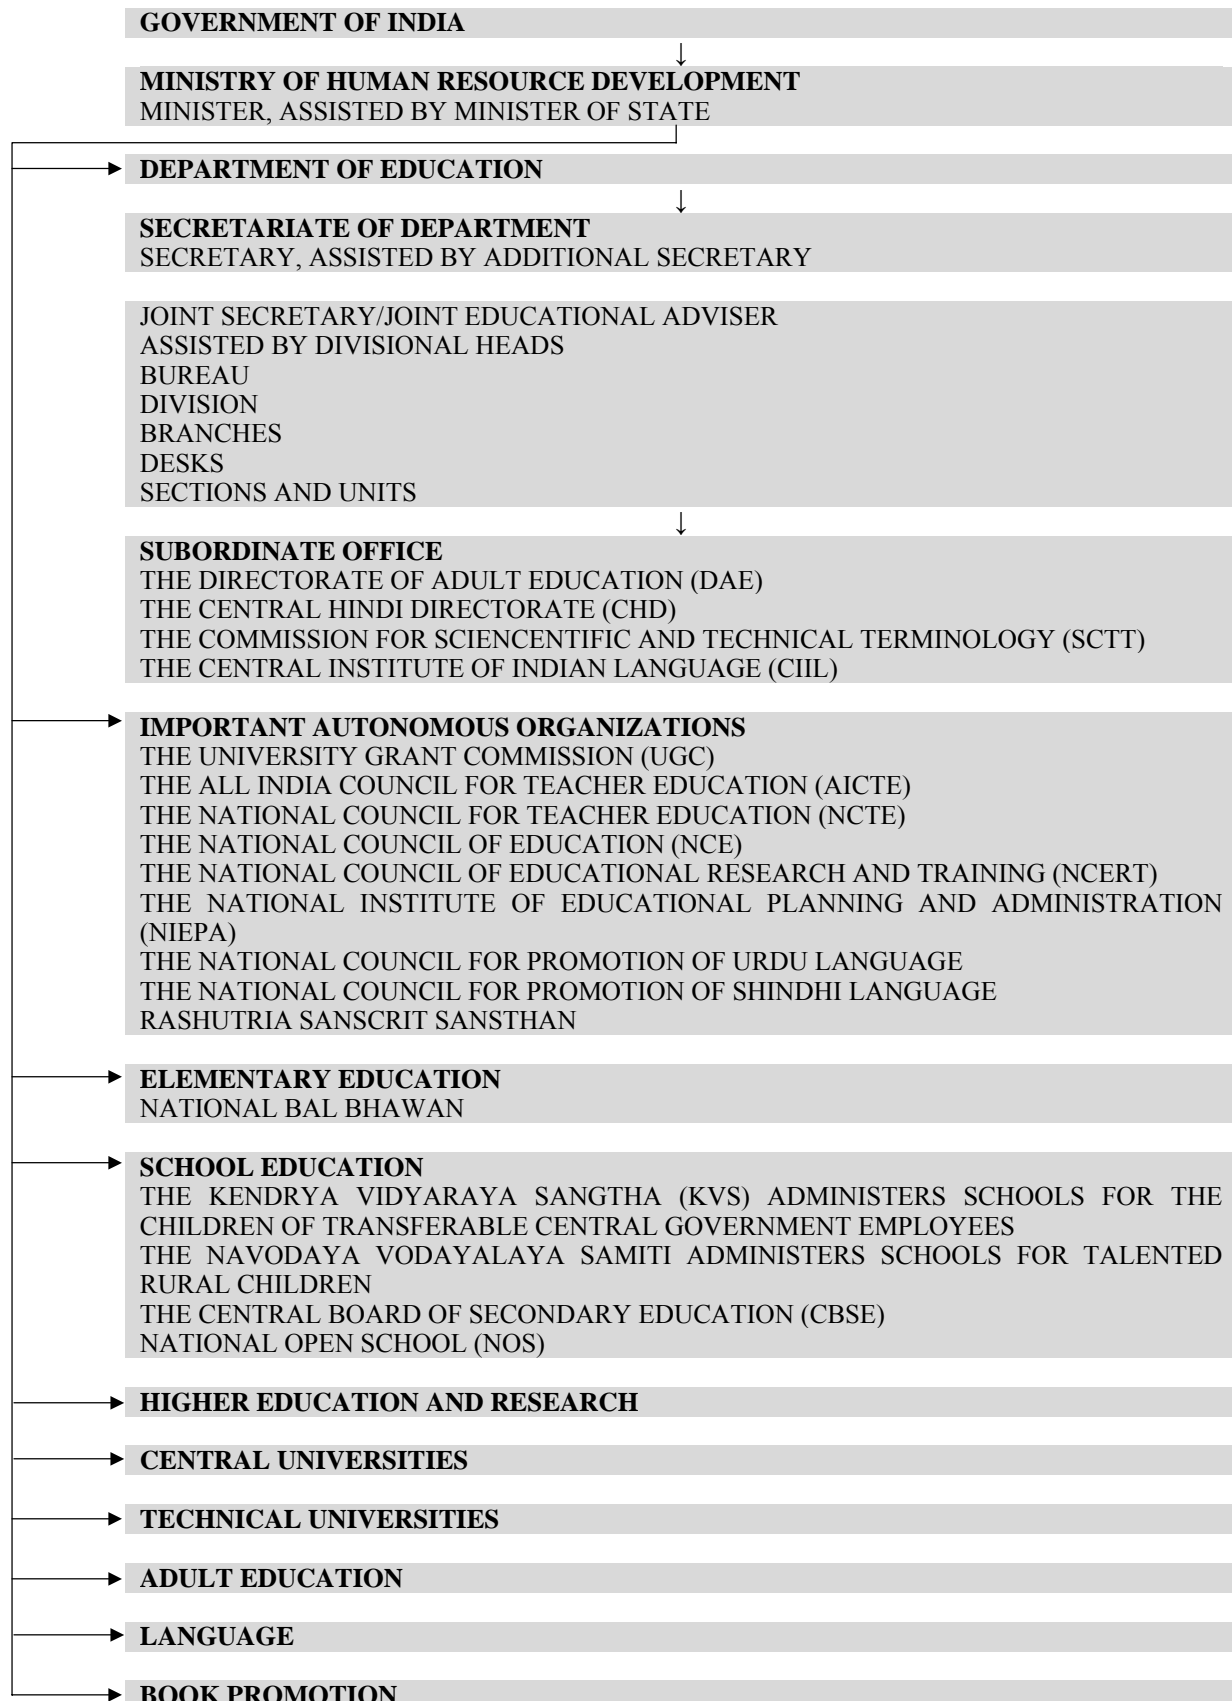 GOVERNMENT OF INDIA
↓
MINISTRY OF HUMAN RESOURCE DEVELOPMENT
MINISTER, ASSISTED BY MINISTER OF STATE
DEPARTMENT OF EDUCATION
↓
SECRETARIATE OF DEPARTMENT
SECRETARY, ASSISTED BY ADDITIONAL SECRETARY
JOINT SECRETARY/JOINT EDUCATIONAL ADVISER
ASSISTED BY DIVISIONAL HEADS
BUREAU
DIVISION
BRANCHES
DESKS
SECTIONS AND UNITS
↓
SUBORDINATE OFFICE
THE DIRECTORATE OF ADULT EDUCATION (DAE)
THE CENTRAL HINDI DIRECTORATE (CHD)
THE COMMISSION FOR SCIENCENTIFIC AND TECHNICAL TERMINOLOGY (SCTT)
THE CENTRAL INSTITUTE OF INDIAN LANGUAGE (CIIL)
IMPORTANT AUTONOMOUS ORGANIZATIONS
THE UNIVERSITY GRANT COMMISSION (UGC)
THE ALL INDIA COUNCIL FOR TEACHER EDUCATION (AICTE)
THE NATIONAL COUNCIL FOR TEACHER EDUCATION (NCTE)
THE NATIONAL COUNCIL OF EDUCATION (NCE)
THE NATIONAL COUNCIL OF EDUCATIONAL RESEARCH AND TRAINING (NCERT)
THE NATIONAL INSTITUTE OF EDUCATIONAL PLANNING AND ADMINISTRATION
(NIEPA)
THE NATIONAL COUNCIL FOR PROMOTION OF URDU LANGUAGE
THE NATIONAL COUNCIL FOR PROMOTION OF SHINDHI LANGUAGE
RASHUTRIA SANSCRIT SANSTHAN
ELEMENTARY EDUCATION
NATIONAL BAL BHAWAN
SCHOOL EDUCATION
THE KENDRYA VIDYARAYA SANGTHA (KVS) ADMINISTERS SCHOOLS FOR THE
CHILDREN OF TRANSFERABLE CENTRAL GOVERNMENT EMPLOYEES
THE NAVODAYA VODAYALAYA SAMITI ADMINISTERS SCHOOLS FOR TALENTED
RURAL CHILDREN
THE CENTRAL BOARD OF SECONDARY EDUCATION (CBSE)
NATIONAL OPEN SCHOOL (NOS)
HIGHER EDUCATION AND RESEARCH
CENTRAL UNIVERSITIES
TECHNICAL UNIVERSITIES
ADULT EDUCATION
LANGUAGE
BOOK PROMOTION